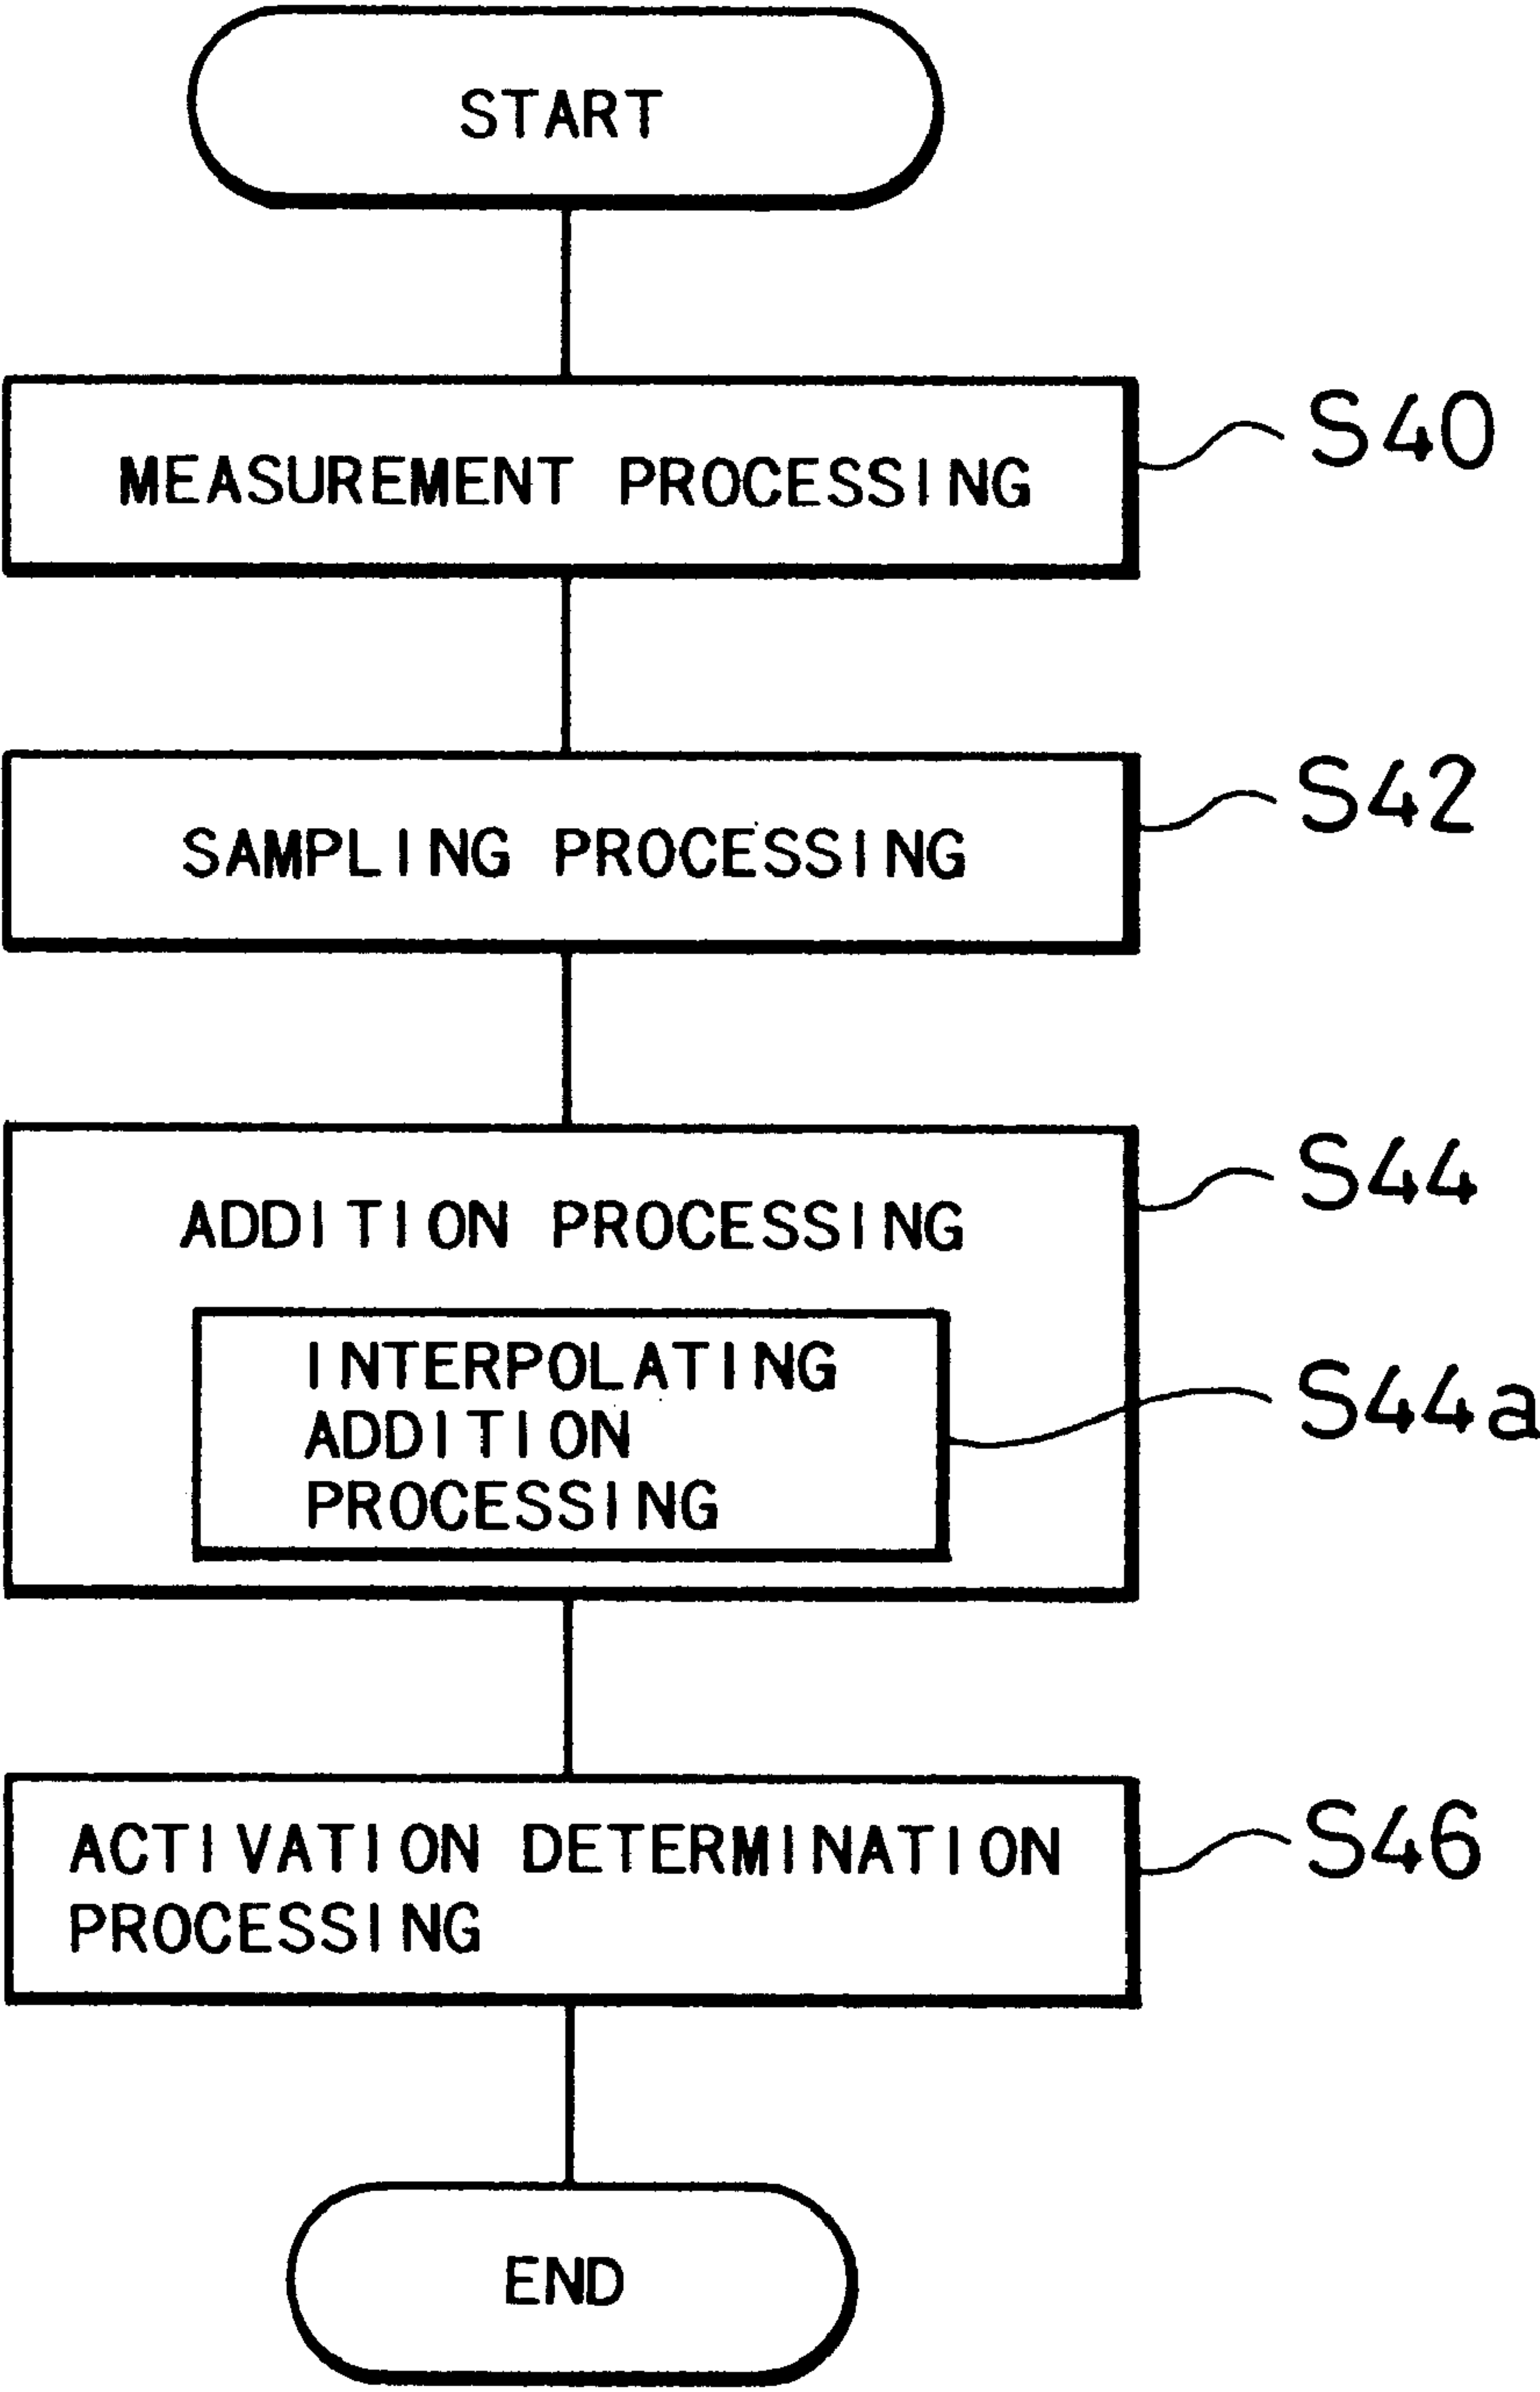 START
MEASUREMENT PROCESSING
S40
SAMPLING PROCESSING
S42
ADDITION PROCESSING
S44
INTERPOLATING
ADDITION
PROCESSING
S44a
ACTIVATION DETERMINATION
PROCESSING
S46
END